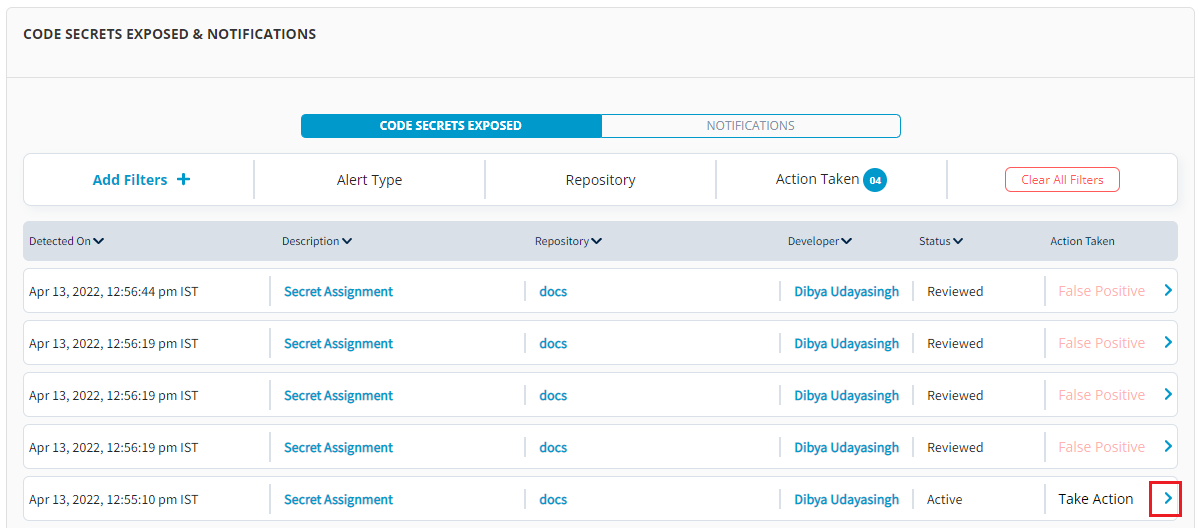 CODE SECRETS EXPOSED & NOTIFICATIONS
CODE SECRETS EXPOSED NOTIFICATIONS
Add Filters + Alert Type Repository Action Taken 04 Clear All Filters
Detected On Description Repository Developer Status Action Taken
Apr 13, 2022, 12:56:44 pm IST Secret Assignment docs Dibya Udayasingh Reviewed False Positive
Apr 13, 2022, 12:56:19 pm IST Secret Assignment docs Dibya Udayasingh Reviewed False Positive
Apr 13, 2022, 12:56:19 pm IST Secret Assignment docs Dibya Udayasingh Reviewed False Positive
Apr 13, 2022, 12:56:19 pm IST Secret Assignment docs Dibya Udayasingh Reviewed False Positive
Apr 13, 2022, 12:55:10 pm IST Secret Assignment docs Dibya Udayasingh Active Take Action